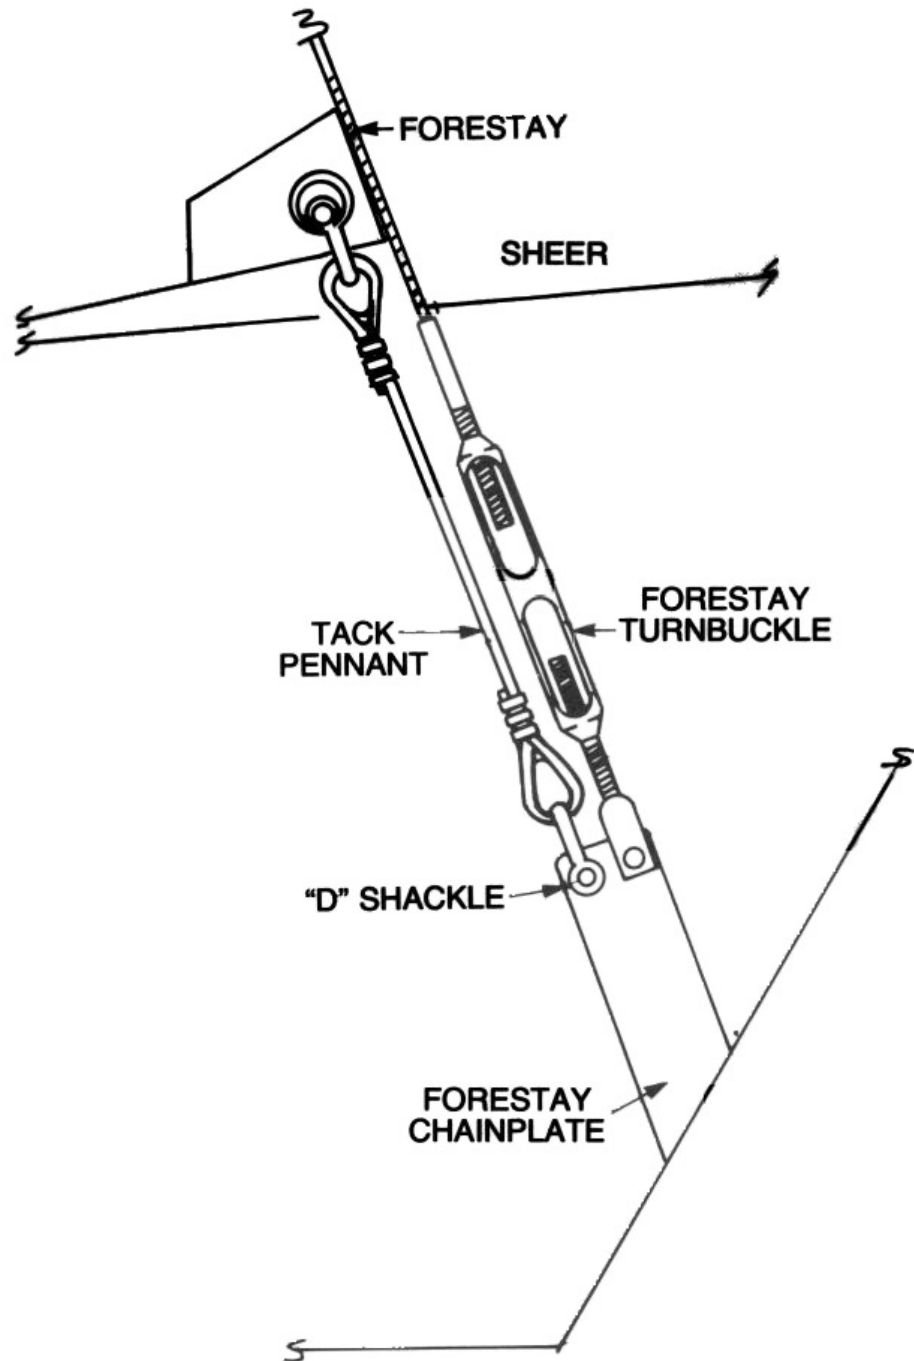 FORESTAY
SHEER
FORESTAY
TURNBUCKLE
TACK
PENNANT
“D” SHACKLE
FORESTAY
CHAINPLATE